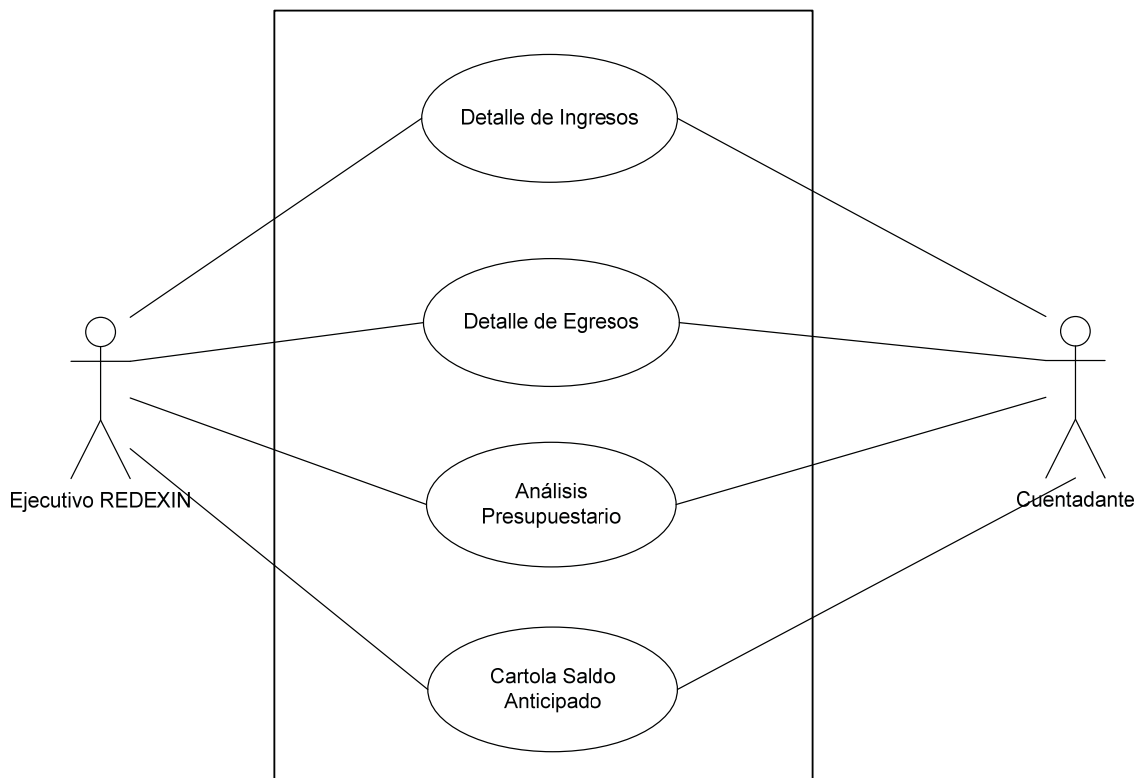 Detalle de Ingresos
Detalle de Egresos
Ejecutivo REDEXIN
Cuentadante
Análisis
Presupuestario
Cartola Saldo
Anticipado